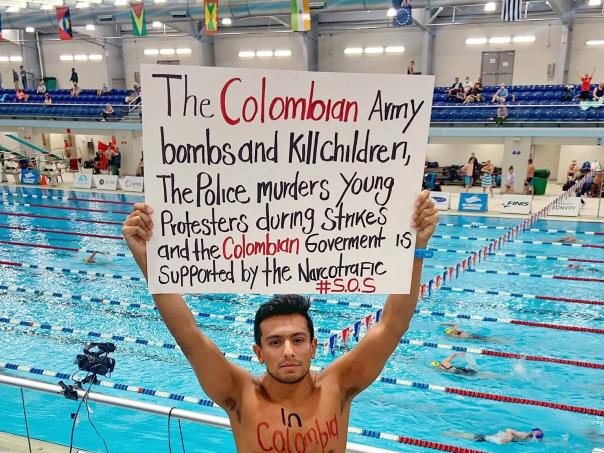 The Colombian Army
bombs and Kill children,
The Police murders Young
Protesters during Strikes
and the Colombian Goverment is
supported by the Narcotrafic
#S.O.S
FINIS
In
Colombia